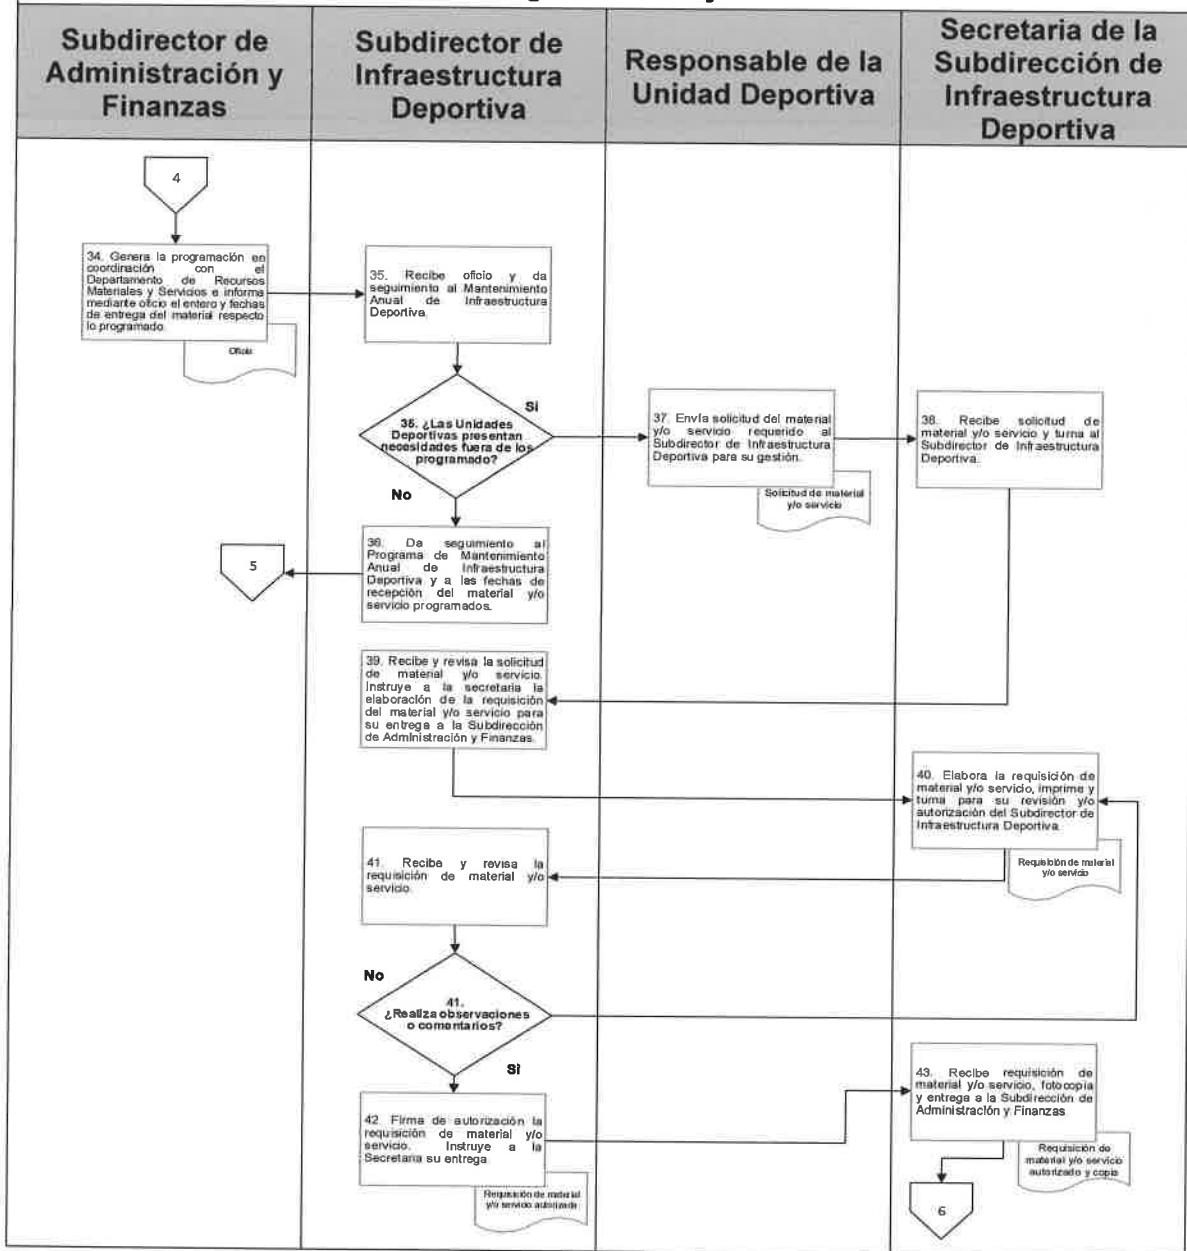 Subdirector de
Administración y
Finanzas
Subdirector de
Infraestructura
Deportiva
Responsable de la
Unidad Deportiva
Secretaria de la
Subdirección de
Infraestructura
Deportiva
4
34. Genera la programación en
coordinación con el
Departamento de Recursos
Materiales y Servicios e informa
mediante oficio el entero y fechas
de entrega del material respecto
lo programado.
Oficio
35. Recibe oficio y da
seguimiento al Mantenimiento
Anual de Infraestructura
Deportiva.
Si
35. ¿Las Unidades
Deportivas presentan
necesidades fuera de los
programado?
No
37. Envía solicitud del material
y/o servicio requerido al
Subdirector de Infraestructura
Deportiva para su gestión.
Solicitud de material
y/o servicio
38. Recibe solicitud de
material y/o servicio y turna al
Subdirector de Infraestructura
Deportiva.
5
36. Da seguimiento al
Programa de Mantenimiento
Anual de Infraestructura
Deportiva y a las fechas de
recepción del material y/o
servicio programados.
39. Recibe y revisa la solicitud
de material y/o servicio.
Instruye a la secretaria la
elaboración de la requisición
del material y/o servicio para
su entrega a la Subdirección
de Administración y Finanzas.
40. Elabora la requisición de
material y/o servicio, imprime y
turna para su revisión y/o
autorización del Subdirector de
Infraestructura Deportiva.
Requisición de material
y/o servicio
41. Recibe y revisa la
requisición de material y/o
servicio.
No
41.
¿Realiza observaciones
o comentarios?
Si
42. Firma de autorización la
requisición de material y/o
servicio. Instruye a la
Secretaria su entrega.
Requisición de material
y/o servicio autorizada
43. Recibe requisición de
material y/o servicio, fotocopia
y entrega a la Subdirección de
Administración y Finanzas
Requisición de
material y/o servicio
autorizado y copia
6